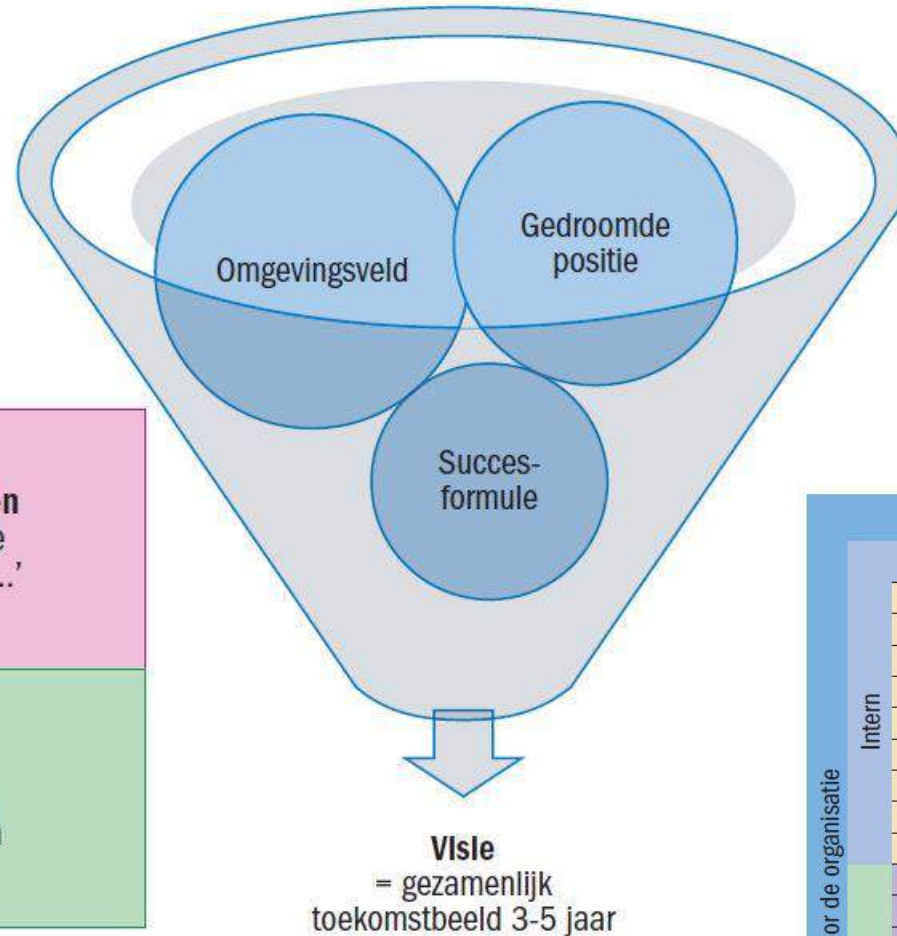 Omgevingsveld
Gedroomde
positie
Succes-
formule
…'
Intern
VIsIe
= gezamenlijk
toekomstbeeld 3-5 jaar
or de organisatie